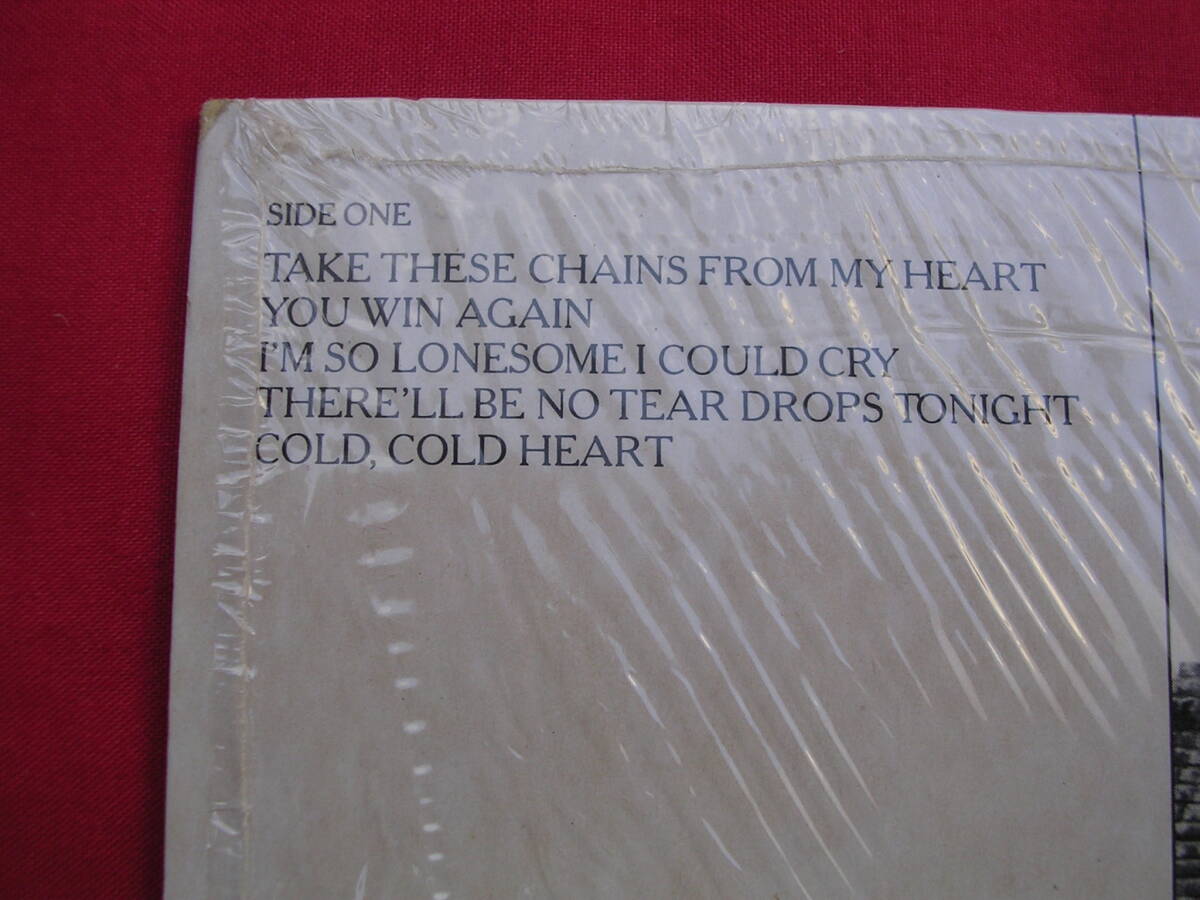 SIDE ONE
TAKE THESE CHAINS FROM MY HEART
YOU WIN AGAIN
I'M SO LONESOME I COULD CRY
THERE'LL BE NO TEAR DROPS TONIGHT
COLD, COLD HEART